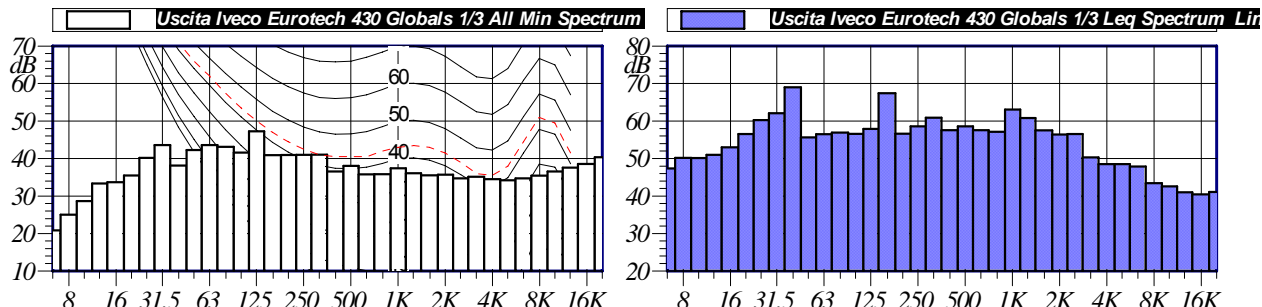 Uscita Iveco Eurotech 430 Globals 1/3 All Min Spectrum
70
dB
60
50
40
30
20
10
60
50
40
8 16 31.5 63 125 250 500 1K 2K 4K 8K 16K
Uscita Iveco Eurotech 430 Globals 1/3 Leq Spectrum Lin
80
dB
70
60
50
40
30
20
8 16 31.5 63 125 250 500 1K 2K 4K 8K 16K